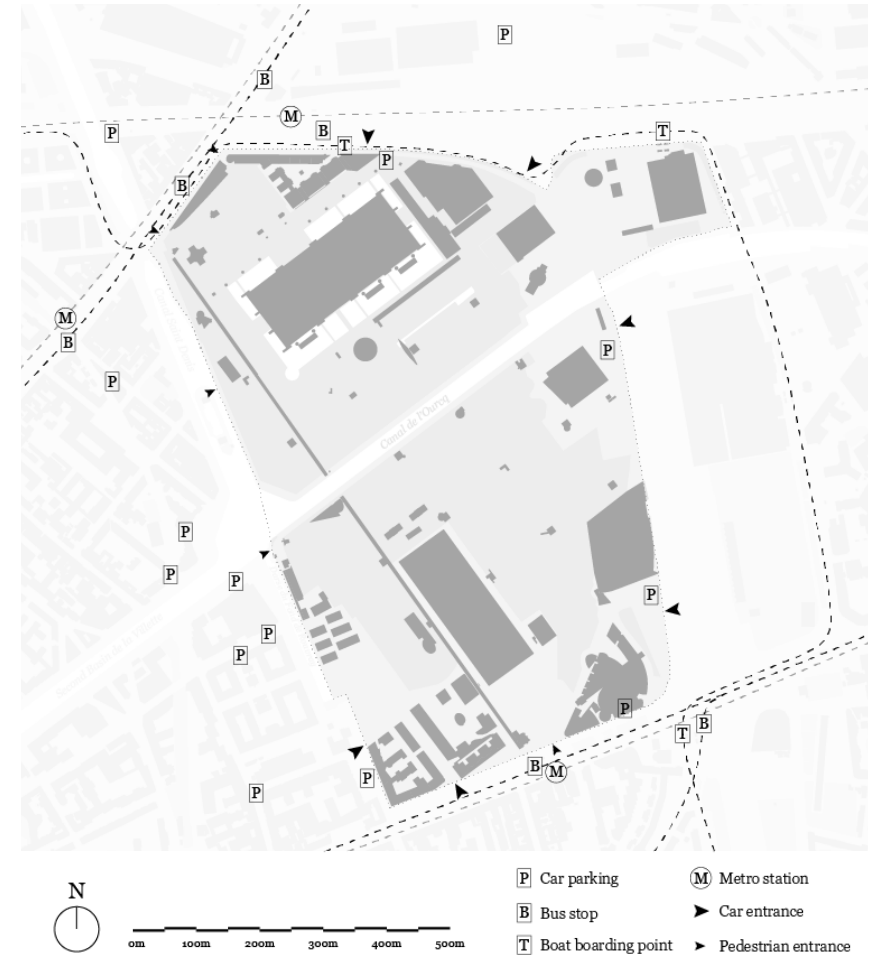 P
B
M
P
B
T
T
P
B
M
B
P
P
Canal de l'Ourcq
P
P
P
P
P
P
P
B
T
B
M
P
P
N
0m 100m 200m 300m 400m 500m
P Car parking
B Bus stop
T Boat boarding point
M Metro station
Car entrance
Pedestrian entrance